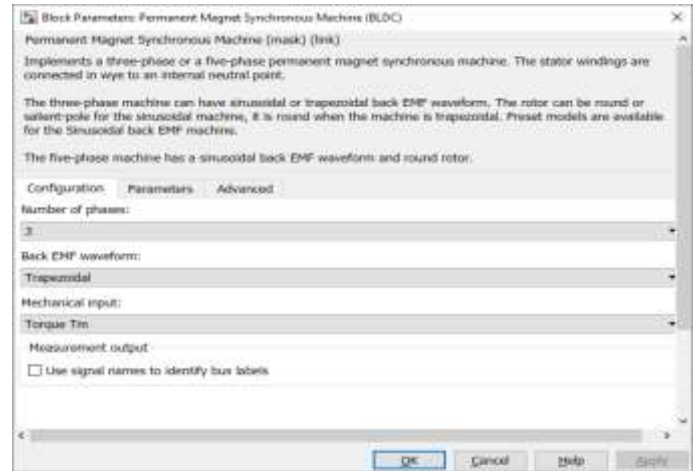 Block Parameters: Permanent Magnet Synchronous Machine (BLDC)
Permanent Magnet Synchronous Machine (mask) (link)
Implements a three-phase or a five-phase permanent magnet synchronous machine. The stator windings are
connected in wye to an internal neutral point.
The three-phase machine can have sinusoidal or trapezoidal back EMF waveform. The rotor can be round or
salient-pole for the sinusoidal machine, it is round when the machine is trapezoidal. Preset models are available
for the Sinusoidal back EMF machine.
The five-phase machine has a sinusoidal back EMF waveform and round rotor.
Configuration Parameters Advanced
Number of phases:
3
Back EMF waveform:
Trapezoidal
Mechanical input:
Torque Tm
Measurement output
Use signal names to identify bus labels
OK Cancel Help Apply